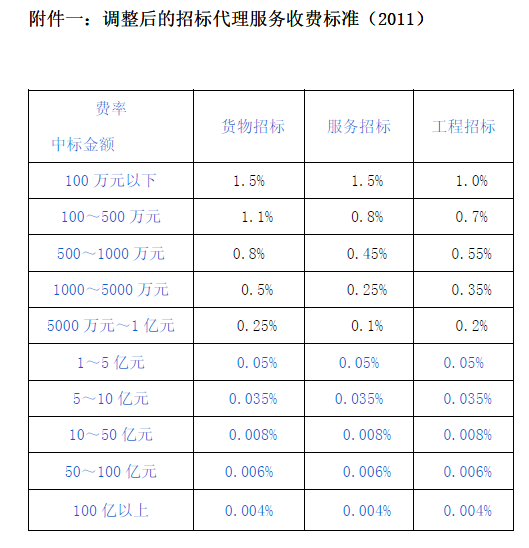 附件一：调整后的招标代理服务收费标准（2011）
费率
中标金额 货物招标 服务招标 工程招标
100 万元以下 1.5% 1.5% 1.0%
100～500 万元 1.1% 0.8% 0.7%
500～1000 万元 0.8% 0.45% 0.55%
1000～5000 万元 0.5% 0.25% 0.35%
5000 万元～1 亿元 0.25% 0.1% 0.2%
1～5 亿元 0.05% 0.05% 0.05%
5～10 亿元 0.035% 0.035% 0.035%
10～50 亿元 0.008% 0.008% 0.008%
50～100 亿元 0.006% 0.006% 0.006%
100 亿以上 0.004% 0.004% 0.004%